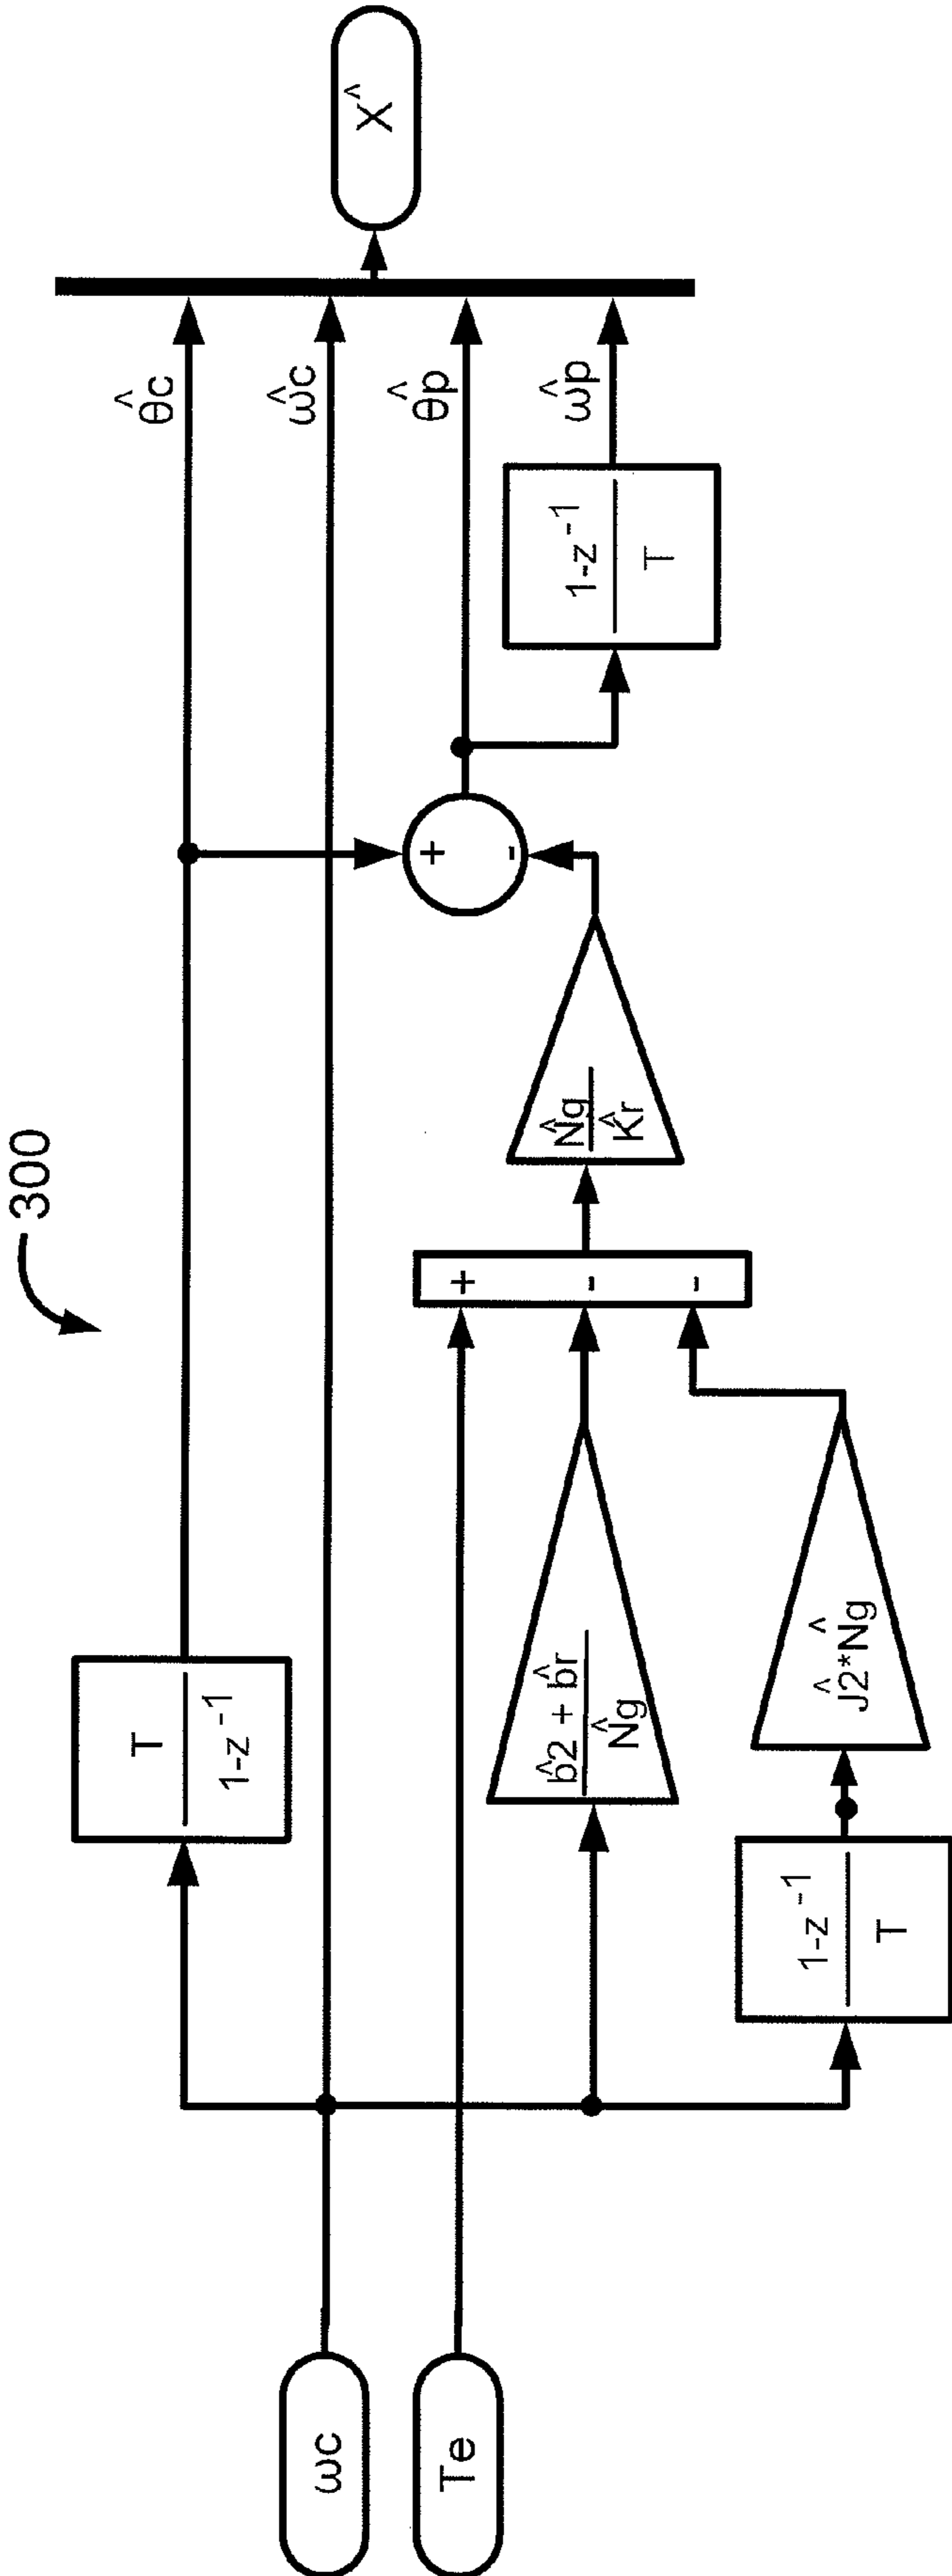 300
ωc
Te
T
1-z⁻¹
b̂2 + b̂r
N̂g
1-z⁻¹
T
Ĵ2*N̂g
+
-
-
N̂g
K̂r
+
-
1-z⁻¹
T
θ̂c
ω̂c
θ̂p
ω̂p
X̂